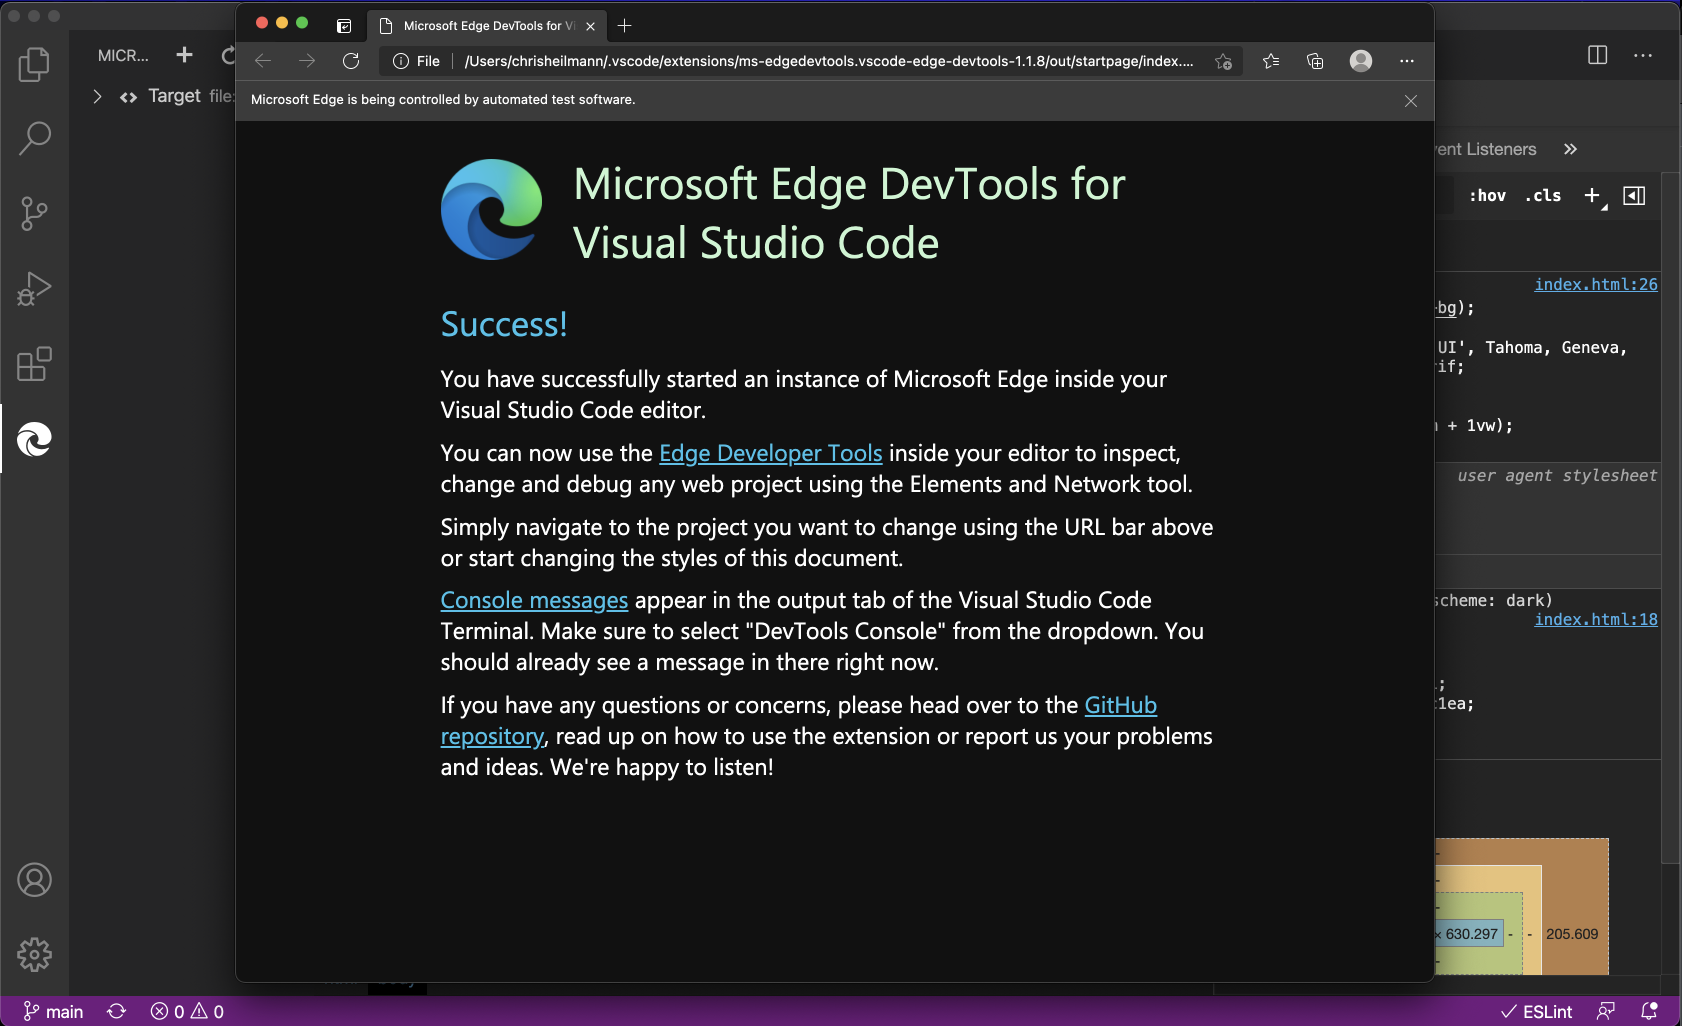 Microsoft Edge DevTools for Vi
MICR...
File
/Users/chrisheilmann/.vscode/extensions/ms-edgedevtools.vscode-edge-devtools-1.1.8/out/startpage/index....
Target file:
Microsoft Edge is being controlled by automated test software.
Microsoft Edge DevTools for
Visual Studio Code
Success!
You have successfully started an instance of Microsoft Edge inside your
Visual Studio Code editor.
You can now use the Edge Developer Tools inside your editor to inspect,
change and debug any web project using the Elements and Network tool.
Simply navigate to the project you want to change using the URL bar above
or start changing the styles of this document.
Console messages appear in the output tab of the Visual Studio Code
Terminal. Make sure to select "DevTools Console" from the dropdown. You
should already see a message in there right now.
If you have any questions or concerns, please head over to the GitHub
repository, read up on how to use the extension or report us your problems
and ideas. We're happy to listen!
vent Listeners
:hov .cls
index.html:26
-bg);
UI', Tahoma, Geneva,
rif;
+ 1vw);
user agent stylesheet
scheme: dark)
index.html:18
;
1ea;
× 630.297 - - 205.609
main 0 0 ESLint